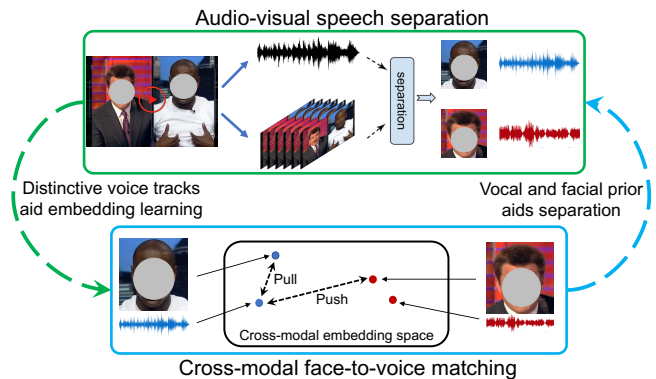 Audio-visual speech separation
separation
Distinctive voice tracks
aid embedding learning
Vocal and facial prior
aids separation
Pull
Push
Cross-modal embedding space
Cross-modal face-to-voice matching